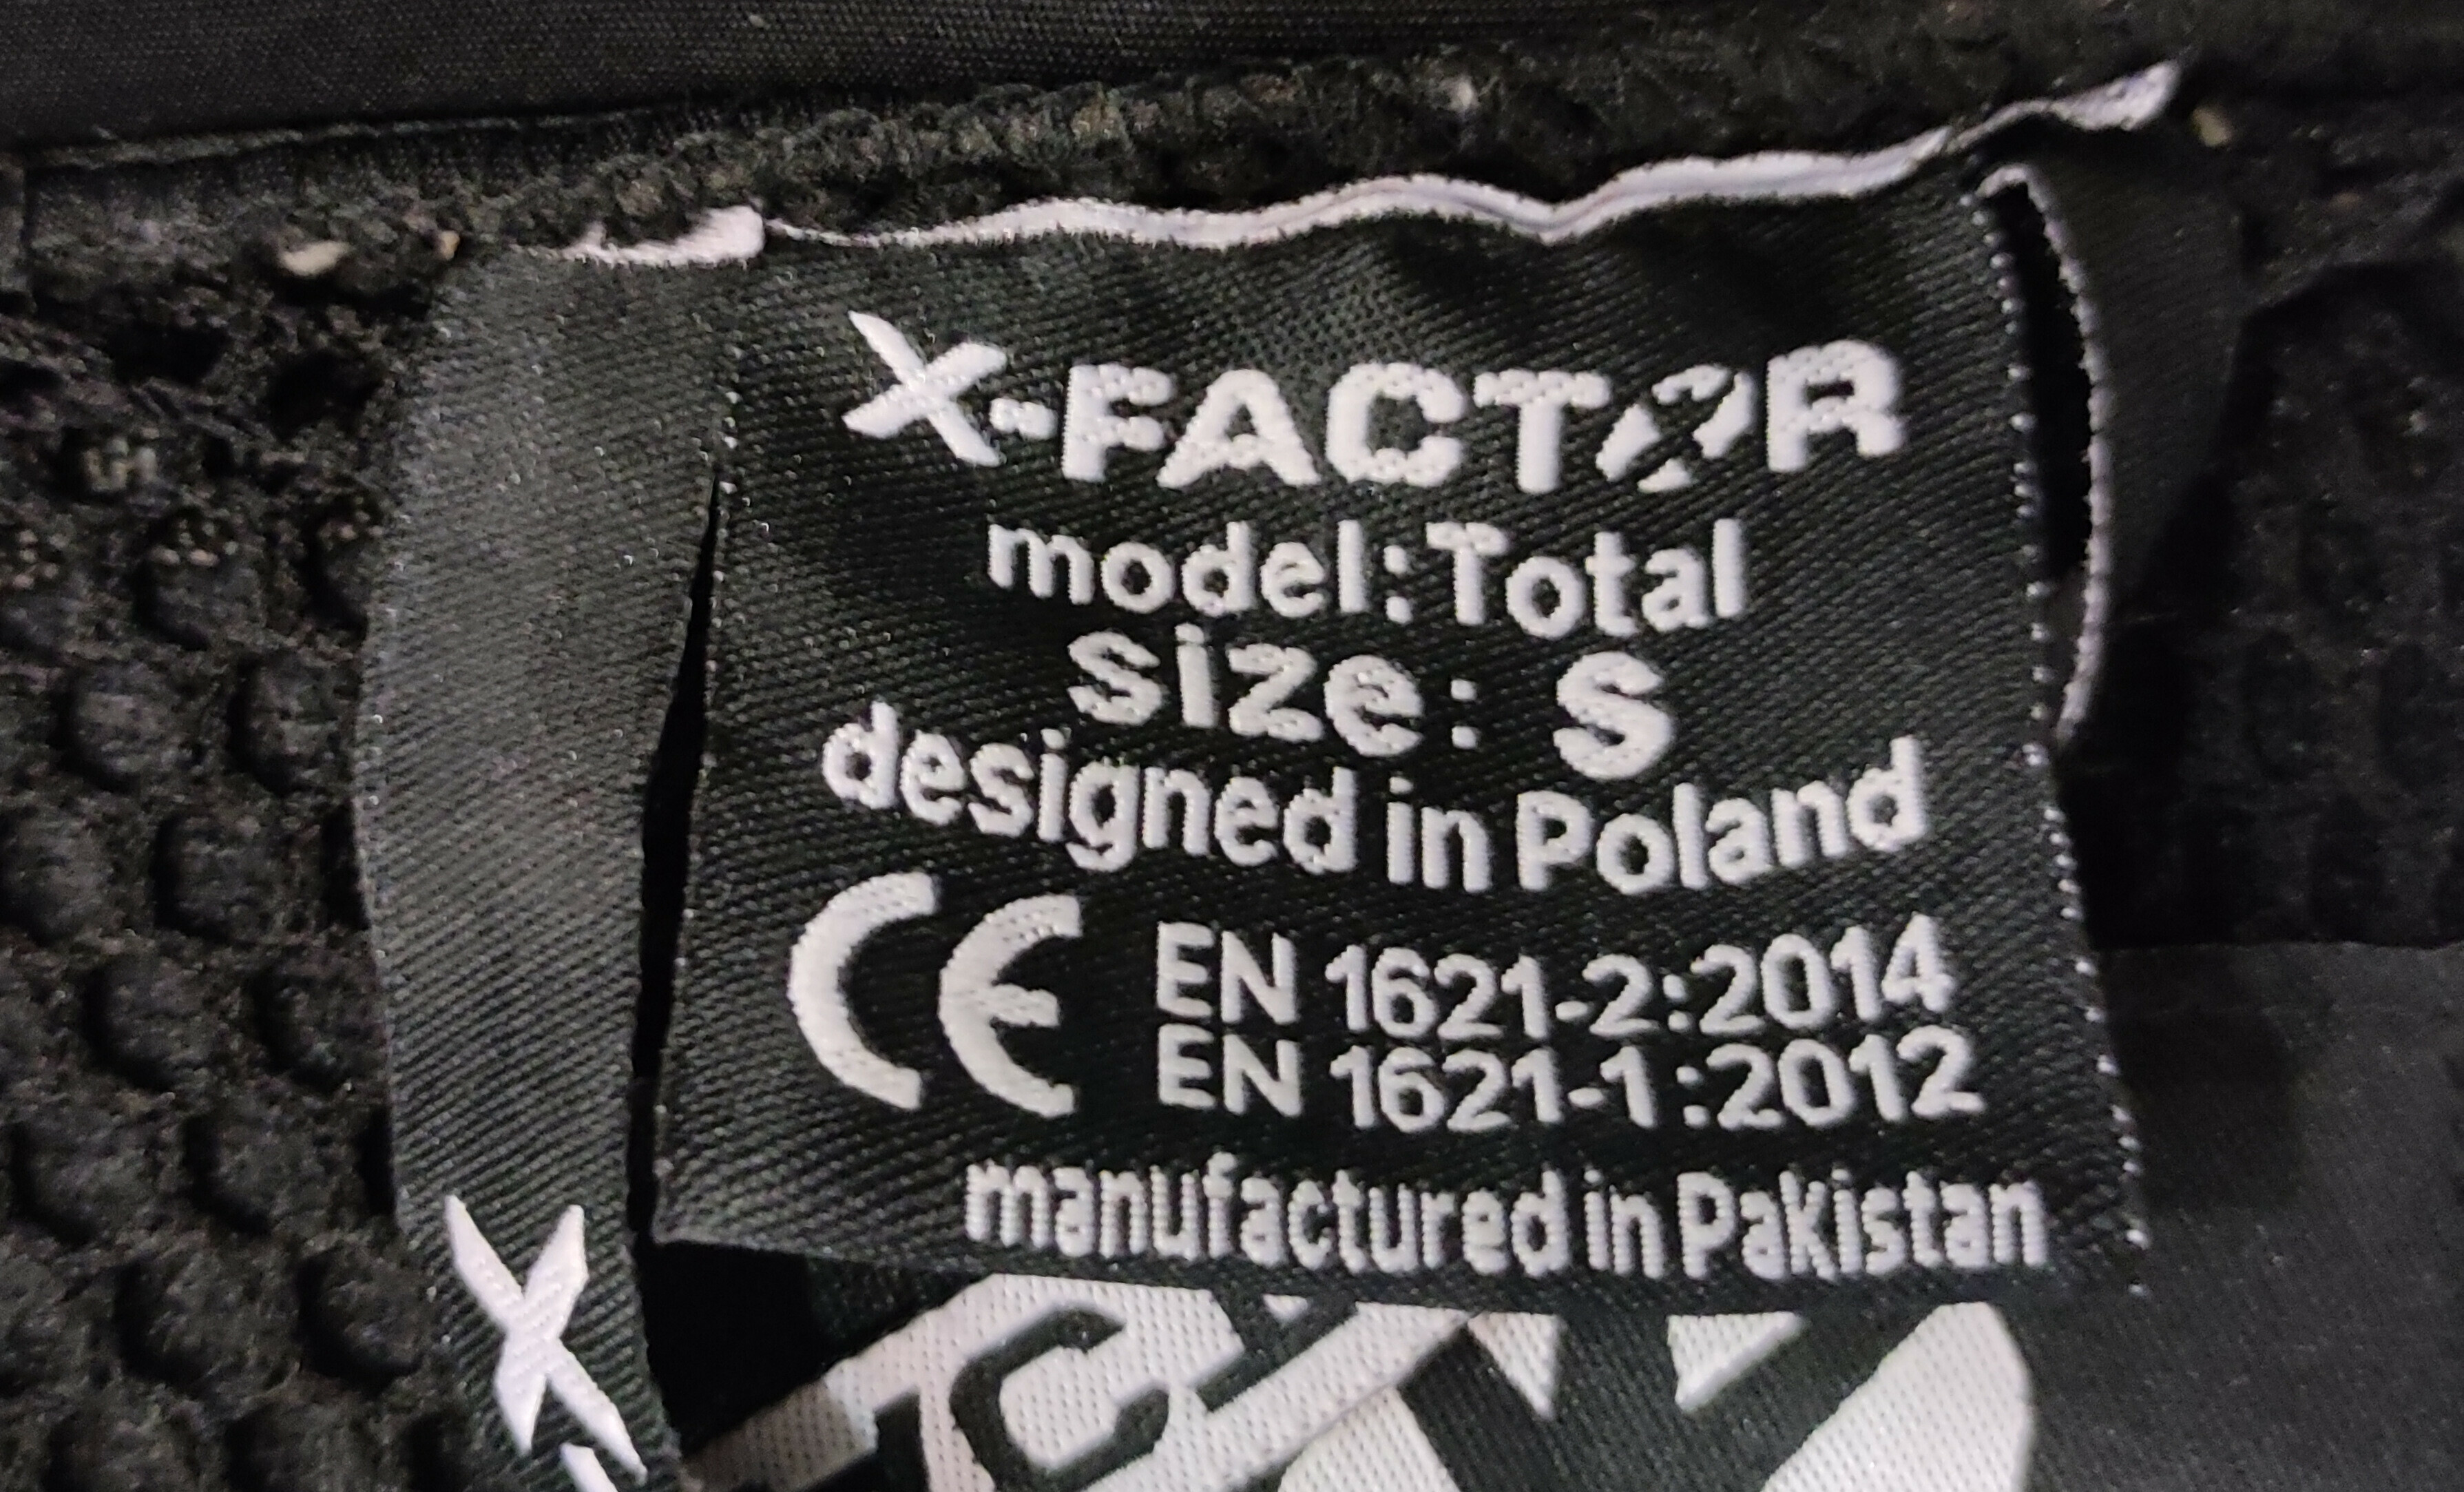 X-FACTOR
model: Total
Size: S
designed in Poland
CE EN 1621-2:2014
EN 1621-1:2012
manufactured in Pakistan
X